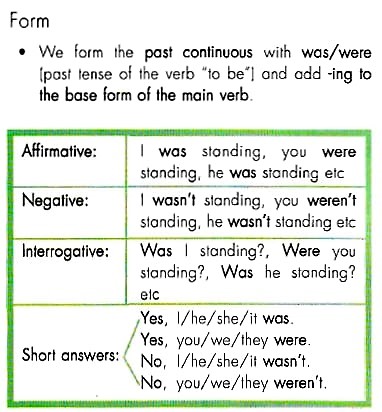 Form
• We form the past continuous with was/were
(past tense of the verb "to be") and add -ing to
the base form of the main verb.
Affirmative: I was standing, you were
standing, he was standing etc
Negative: I wasn't standing, you weren't
standing, he wasn't standing etc
Interrogative: Was I standing?, Were you
standing?, Was he standing?
etc
Short answers:
Yes, I/he/she/it was.
Yes, you/we/they were.
No, I/he/she/it wasn't.
No, you/we/they weren't.